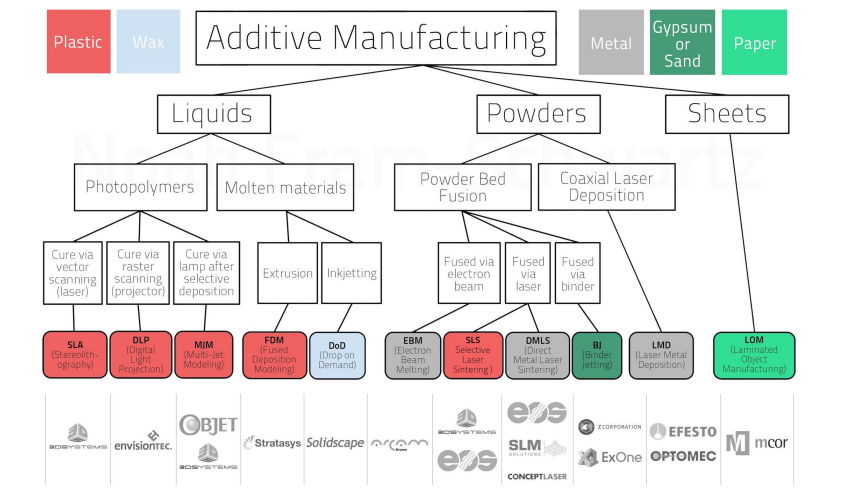 Plastic
Wax
Additive Manufacturing
Metal
Gypsum
or
Sand
Paper
Liquids
Powders
Sheets
Photopolymers
Molten materials
Powder Bed
Fusion
Coaxial Laser
Deposition
Cure via
vector
scanning
(laser)
Cure via
raster
scanning
(projector)
Cure via
lamp after
selective
deposition
Extrusion
Inkjetting
Fused via
electron
beam
Fused
via
laser
Fused
via
binder
SLA
(Stereolith-
ography)
DLP
(Digital
Light
Projection)
MJM
(Multi-Jet
Modeling)
FDM
(Fused
Deposition
Modeling)
DoD
(Drop on
Demand)
EBM
(Electron
Beam
Melting)
SLS
Selective
Laser
Sintering)
DMLS
(Direct
Metal Laser
Sintering)
BJ
(Binder
Jetting)
LMD
(Laser Metal
Deposition)
LOM
(Laminated
Object
Manufacturing)
3DSYSTEMS
envisionTEC.
OBJET
3DSYSTEMS
Stratasys
Solidscape
arcam
3DSYSTEMS
eos
eos
SLM
SOLUTIONS
CONCEPTLASER
Z CORPORATION
ExOne
EFESTO
OPTOMEC
mcor